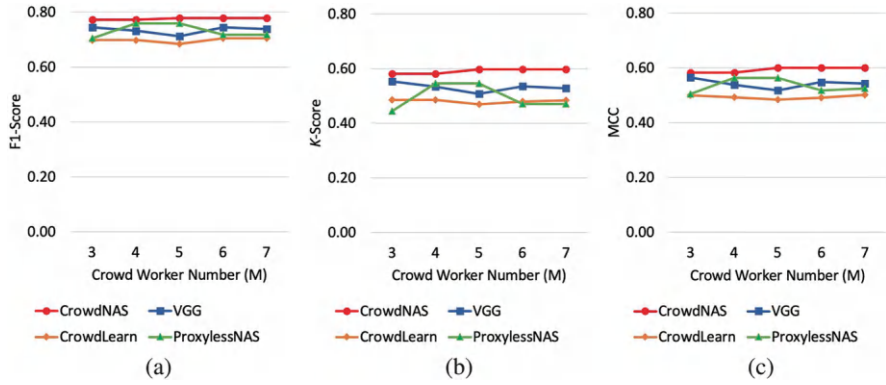 0.80
0.60
0.40
0.20
0.00
F1-Score
3 4 5 6 7
Crowd Worker Number (M)
CrowdNAS VGG
CrowdLearn ProxylessNAS
(a)
0.80
0.60
0.40
0.20
0.00
K-Score
3 4 5 6 7
Crowd Worker Number (M)
CrowdNAS VGG
CrowdLearn ProxylessNAS
(b)
0.80
0.60
0.40
0.20
0.00
MCC
3 4 5 6 7
Crowd Worker Number (M)
CrowdNAS VGG
CrowdLearn ProxylessNAS
(c)